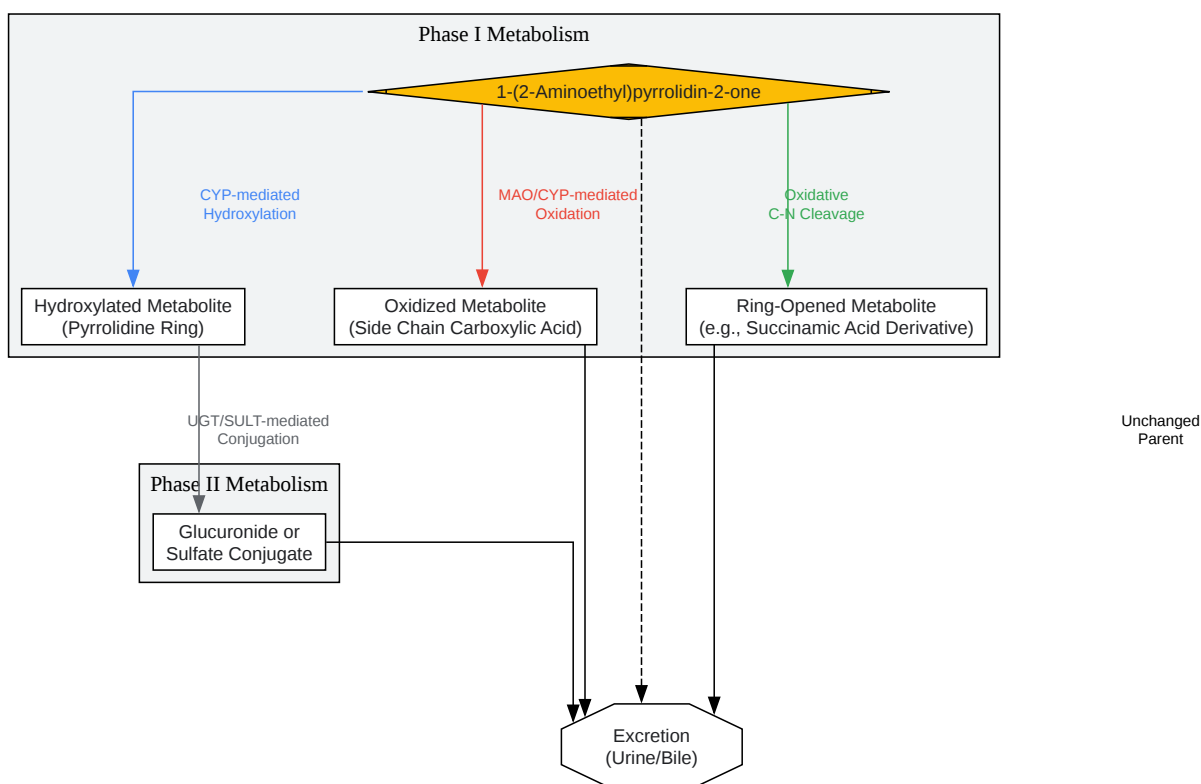 Phase I Metabolism
1-(2-Aminoethyl)pyrrolidin-2-one
CYP-mediated
Hydroxylation
MAO/CYP-mediated
Oxidation
Oxidative
C-N Cleavage
Hydroxylated Metabolite
(Pyrrolidine Ring)
Oxidized Metabolite
(Side Chain Carboxylic Acid)
Ring-Opened Metabolite
(e.g., Succinamic Acid Derivative)
UGT/SULT-mediated
Conjugation
Unchanged
Parent
Phase II Metabolism
Glucuronide or
Sulfate Conjugate
Excretion
(Urine/Bile)